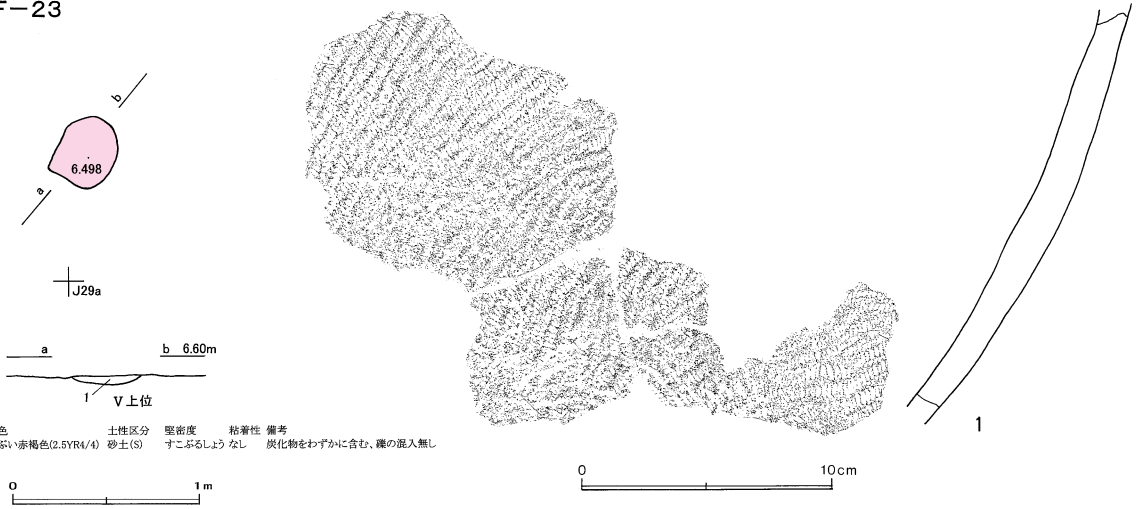 F－23
b
6.498
a
J29a
a b 6.60m
1 Ⅴ上位
色 土性区分 堅密度 粘着性 備考
ぶい赤褐色(2.5YR4/4) 砂土(S) すこぶるしょう なし 炭化物をわずかに含む、礫の混入無し
0 1m
0 10cm
1